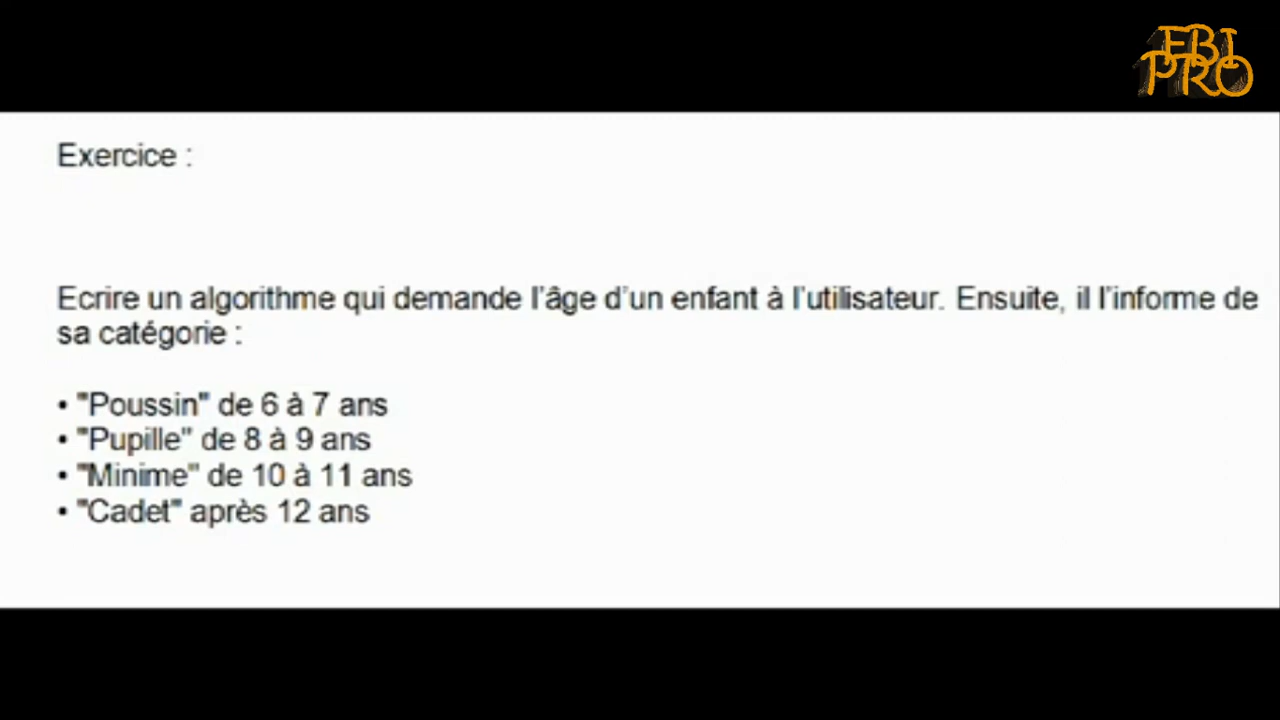 FBI
PRO
Exercice :
Ecrire un algorithme qui demande l'âge d'un enfant à l'utilisateur. Ensuite, il l'informe de
sa catégorie :
• "Poussin" de 6 à 7 ans
• "Pupille" de 8 à 9 ans
• "Minime" de 10 à 11 ans
• "Cadet" après 12 ans